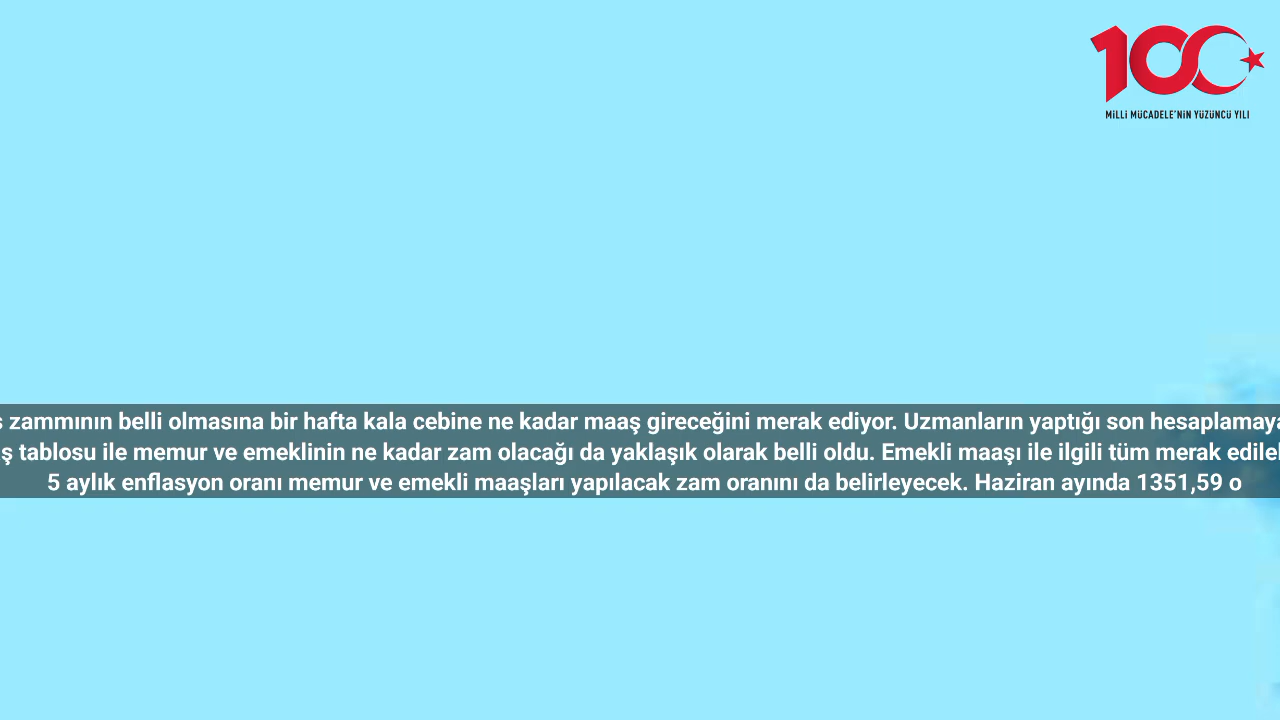 100
MİLLİ MÜCADELE'NİN YÜZÜNCÜ YILI
zammının belli olmasına bir hafta kala cebine ne kadar maaş gireceğini merak ediyor. Uzmanların yaptığı son hesaplamaya
tablosu ile memur ve emeklinin ne kadar zam olacağı da yaklaşık olarak belli oldu. Emekli maaşı ile ilgili tüm merak
5 aylık enflasyon oranı memur ve emekli maaşları yapılacak zam oranını da belirleyecek. Haziran ayında 1351,59 o